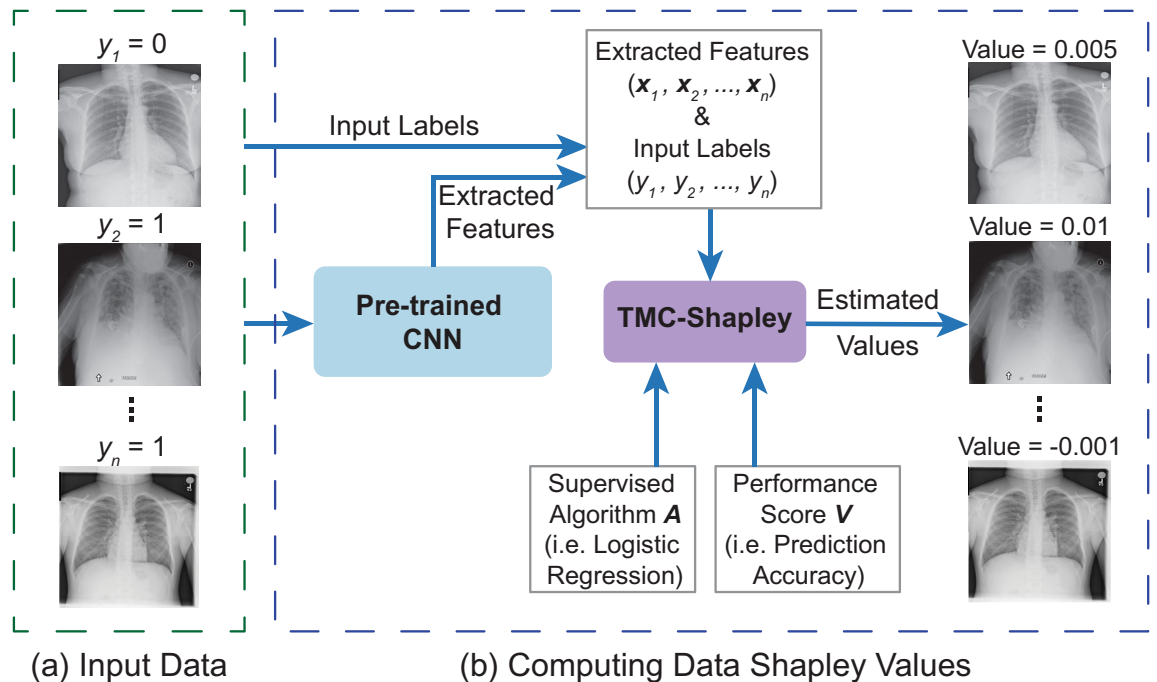 y1 = 0
y2 = 1
yn = 1
(a) Input Data
Input Labels
Extracted
Features
Pre-trained
CNN
Extracted Features
(x1, x2, ..., xn)
&
Input Labels
(y1, y2, ..., yn)
TMC-Shapley
Supervised
Algorithm A
(i.e. Logistic
Regression)
Performance
Score V
(i.e. Prediction
Accuracy)
Estimated
Values
Value = 0.005
Value = 0.01
Value = -0.001
(b) Computing Data Shapley Values